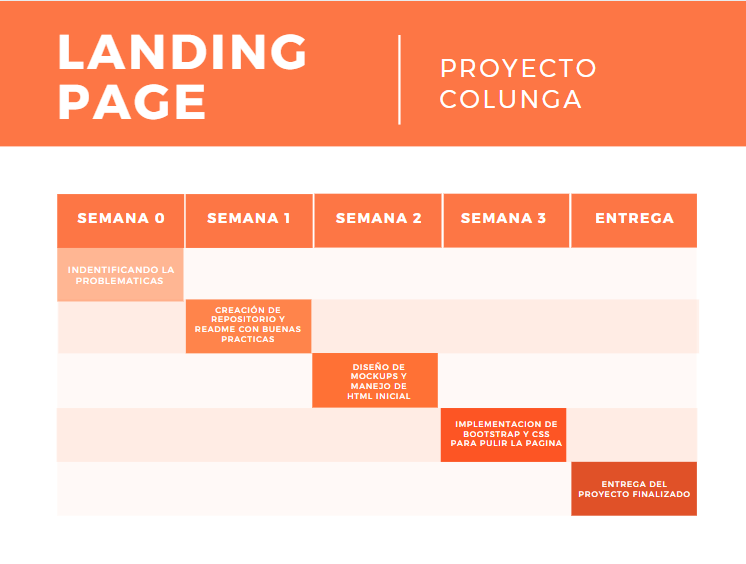 LANDING
PAGE
PROYECTO
COLUNGA
SEMANA 0
SEMANA 1
SEMANA 2
SEMANA 3
ENTREGA
INDENTIFICANDO LA
PROBLEMÁTICAS
CREACIÓN DE
REPOSITORIO Y
README CON BUENAS
PRACTICAS
DISEÑO DE
MOCKUPS Y
MANEJO DE
HTML INICIAL
IMPLEMENTACION DE
BOOTSTRAP Y CSS
PARA PULIR LA PAGINA
ENTREGA DEL
PROYECTO FINALIZADO